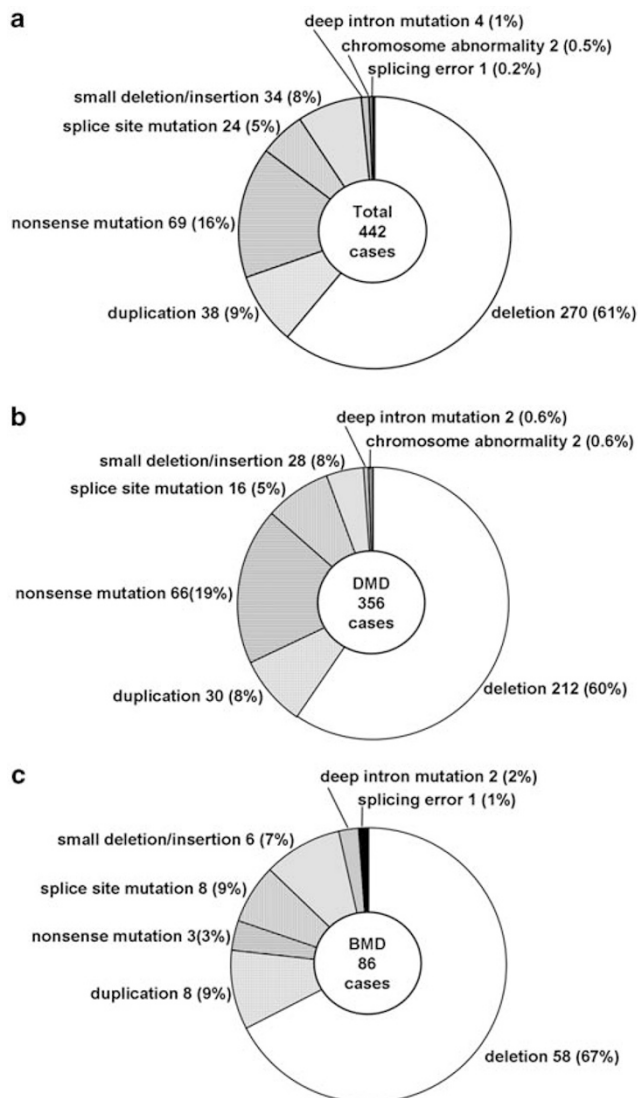 a
deep intron mutation 4 (1%)
chromosome abnormality 2 (0.5%)
splicing error 1 (0.2%)
small deletion/insertion 34 (8%)
splice site mutation 24 (5%)
nonsense mutation 69 (16%)
Total
442
cases
duplication 38 (9%)
deletion 270 (61%)
b
deep intron mutation 2 (0.6%)
chromosome abnormality 2 (0.6%)
small deletion/insertion 28 (8%)
splice site mutation 16 (5%)
nonsense mutation 66(19%)
DMD
356
cases
duplication 30 (8%)
deletion 212 (60%)
c
deep intron mutation 2 (2%)
splicing error 1 (1%)
small deletion/insertion 6 (7%)
splice site mutation 8 (9%)
nonsense mutation 3(3%)
BMD
86
cases
duplication 8 (9%)
deletion 58 (67%)